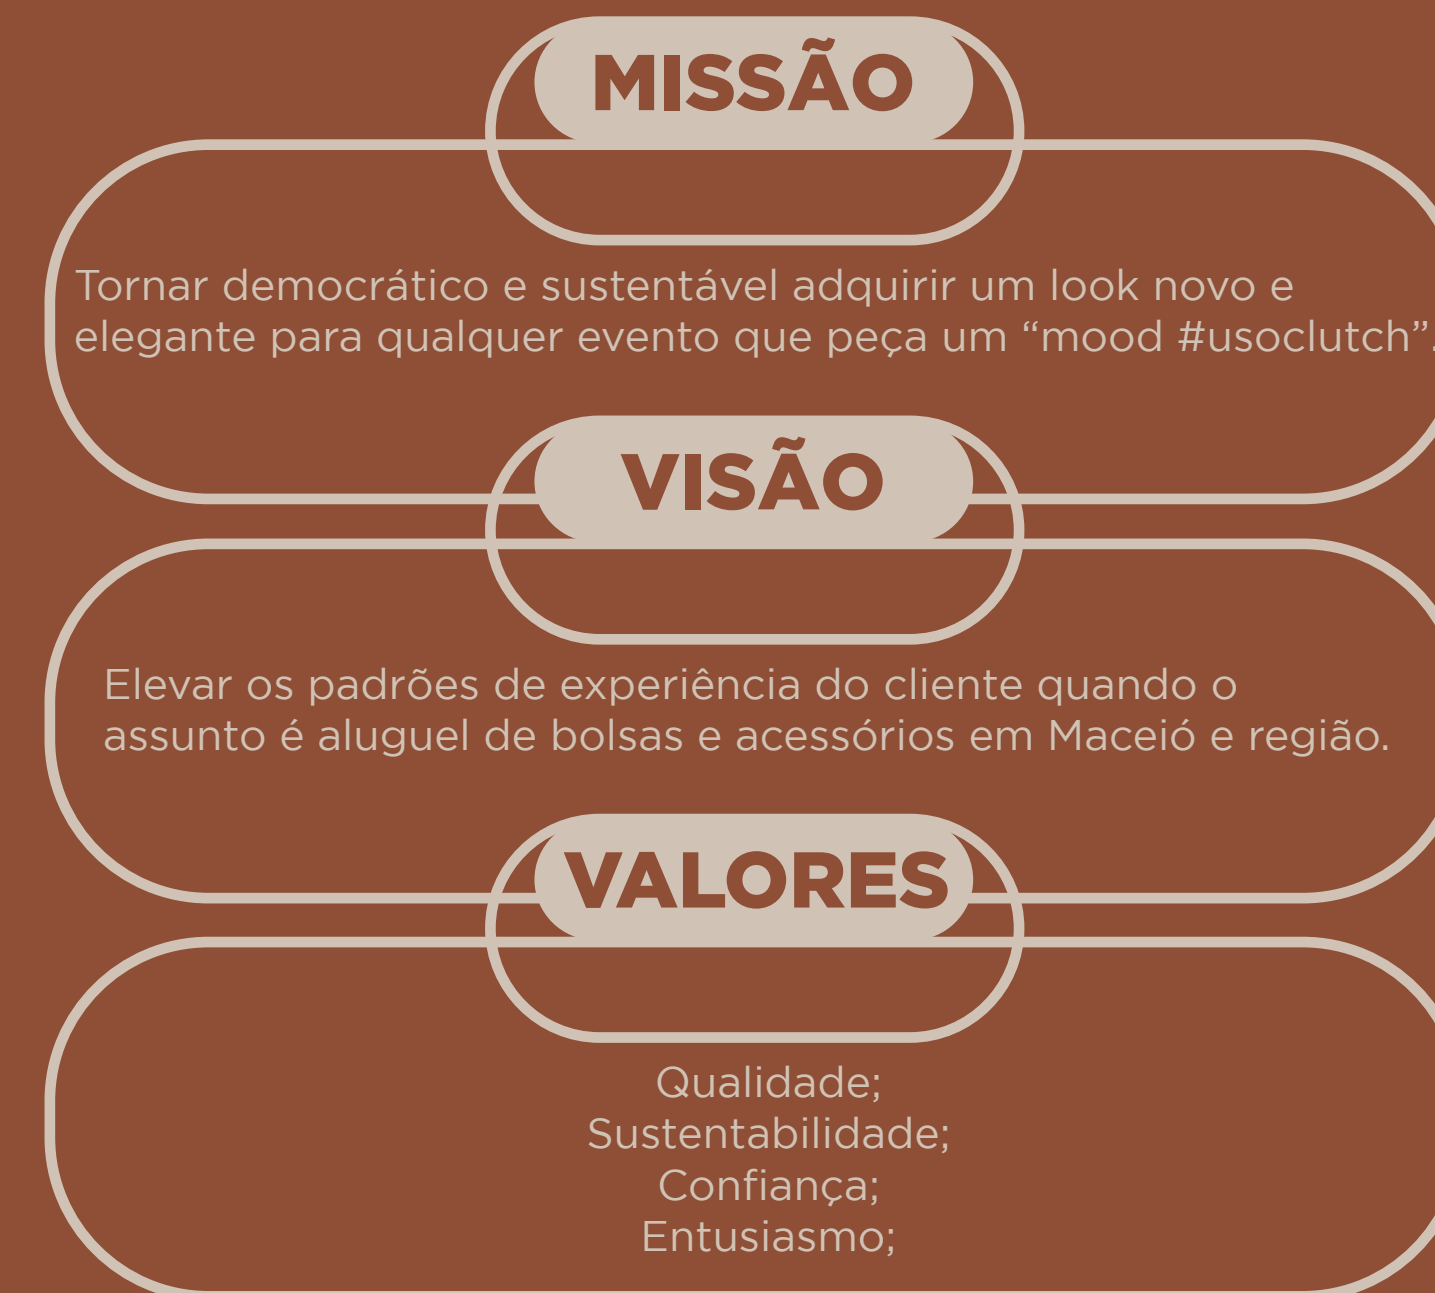 MISSÃO
Tornar democrático e sustentável adquirir um look novo e
elegante para qualquer evento que peça um “mood #usoclutch”.
VISÃO
Elevar os padrões de experiência do cliente quando o
assunto é aluguel de bolsas e acessórios em Maceió e região.
VALORES
Qualidade;
Sustentabilidade;
Confiança;
Entusiasmo;